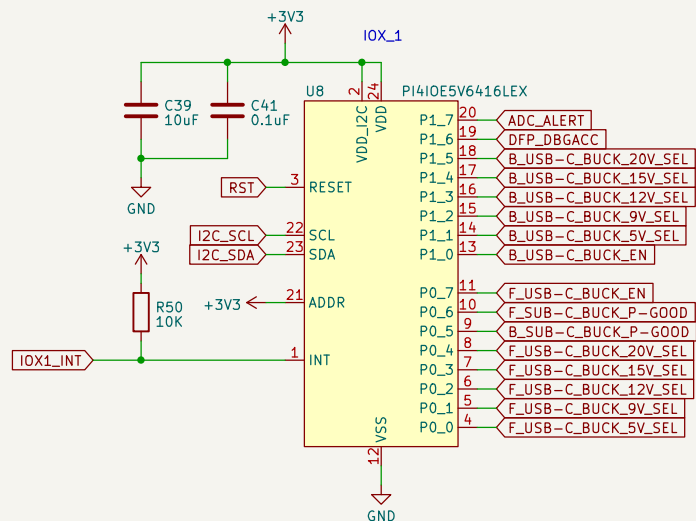 +3V3
IOX_1
C39
10uF
C41
0.1uF
GND
U8
PI4IOE5V6416LEX
2
VDD_I2C
24
VDD
RST
3
RESET
I2C_SCL
22
SCL
I2C_SDA
23
SDA
+3V3
21
ADDR
+3V3
R50
10K
IOX1_INT
1
INT
VSS
12
GND
P1_7
20
ADC_ALERT
P1_6
19
DFP_DBGACC
P1_5
18
B_USB-C_BUCK_20V_SEL
P1_4
17
B_USB-C_BUCK_15V_SEL
P1_3
16
B_USB-C_BUCK_12V_SEL
P1_2
15
B_USB-C_BUCK_9V_SEL
P1_1
14
B_USB-C_BUCK_5V_SEL
P1_0
13
B_USB-C_BUCK_EN
P0_7
11
F_USB-C_BUCK_EN
P0_6
10
F_SUB-C_BUCK_P-GOOD
P0_5
9
B_SUB-C_BUCK_P-GOOD
P0_4
8
F_USB-C_BUCK_20V_SEL
P0_3
7
F_USB-C_BUCK_15V_SEL
P0_2
6
F_USB-C_BUCK_12V_SEL
P0_1
5
F_USB-C_BUCK_9V_SEL
P0_0
4
F_USB-C_BUCK_5V_SEL